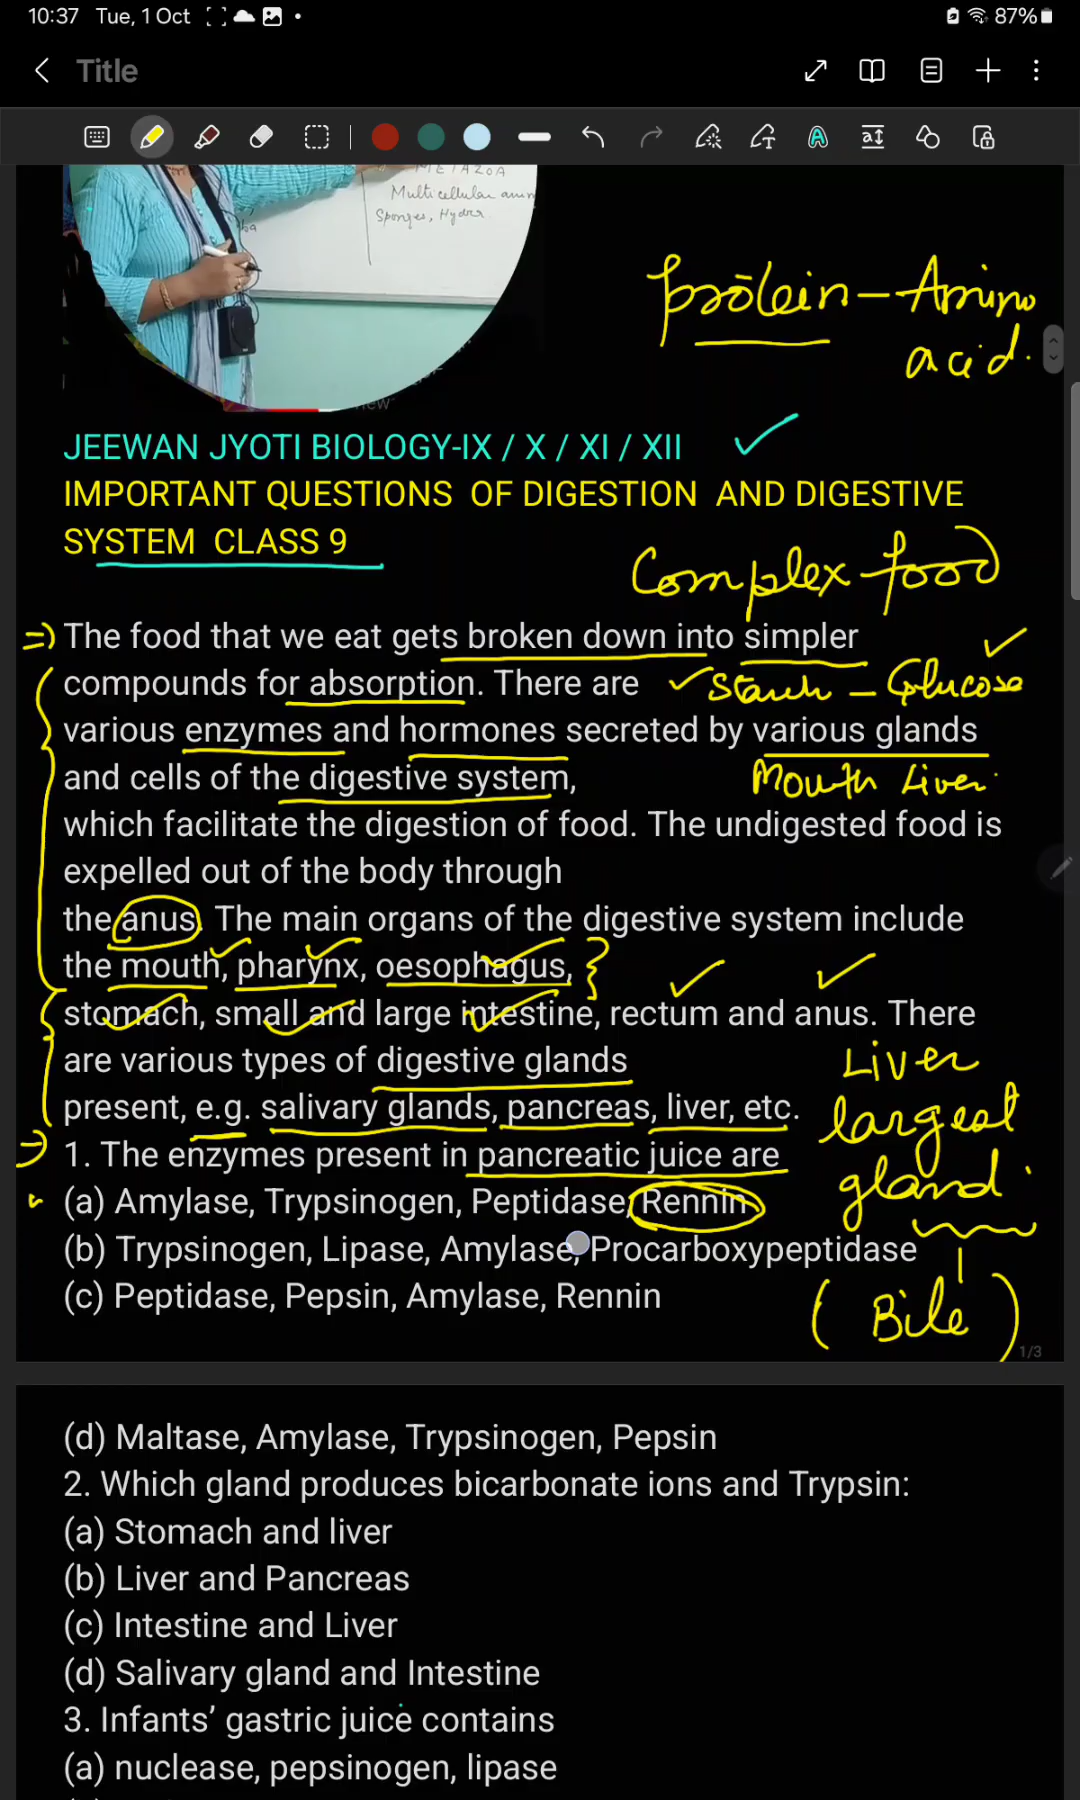 10:37 Tue, 1 Oct 87%
Title
METAZOA
Multicellular
Sponges, Hydra
Protein - Amino
acid.
JEEWAN JYOTI BIOLOGY-IX / X / XI / XII
IMPORTANT QUESTIONS OF DIGESTION AND DIGESTIVE
SYSTEM CLASS 9
Complex food
=) The food that we eat gets broken down into simpler
compounds for absorption. There are Starch - Glucose
various enzymes and hormones secreted by various glands
and cells of the digestive system, Mouth Liver
which facilitate the digestion of food. The undigested food is
expelled out of the body through
the anus. The main organs of the digestive system include
the mouth, pharynx, oesophagus,
stomach, small and large intestine, rectum and anus. There
are various types of digestive glands
present, e.g. salivary glands, pancreas, liver, etc.
Liver
largest
gland
(Bile)
1. The enzymes present in pancreatic juice are
(a) Amylase, Trypsinogen, Peptidase, Rennin
(b) Trypsinogen, Lipase, Amylase, Procarboxypeptidase
(c) Peptidase, Pepsin, Amylase, Rennin
1/3
(d) Maltase, Amylase, Trypsinogen, Pepsin
2. Which gland produces bicarbonate ions and Trypsin:
(a) Stomach and liver
(b) Liver and Pancreas
(c) Intestine and Liver
(d) Salivary gland and Intestine
3. Infants' gastric juice contains
(a) nuclease, pepsinogen, lipase